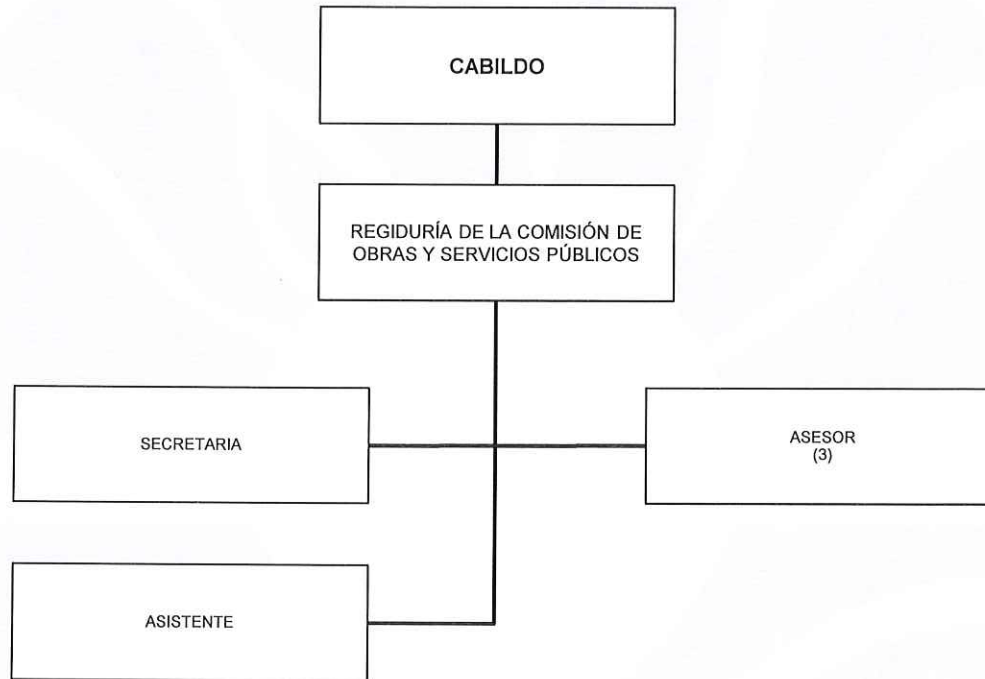 CABILDO
REGIDURÍA DE LA COMISIÓN DE
OBRAS Y SERVICIOS PÚBLICOS
SECRETARIA
ASESOR
(3)
ASISTENTE